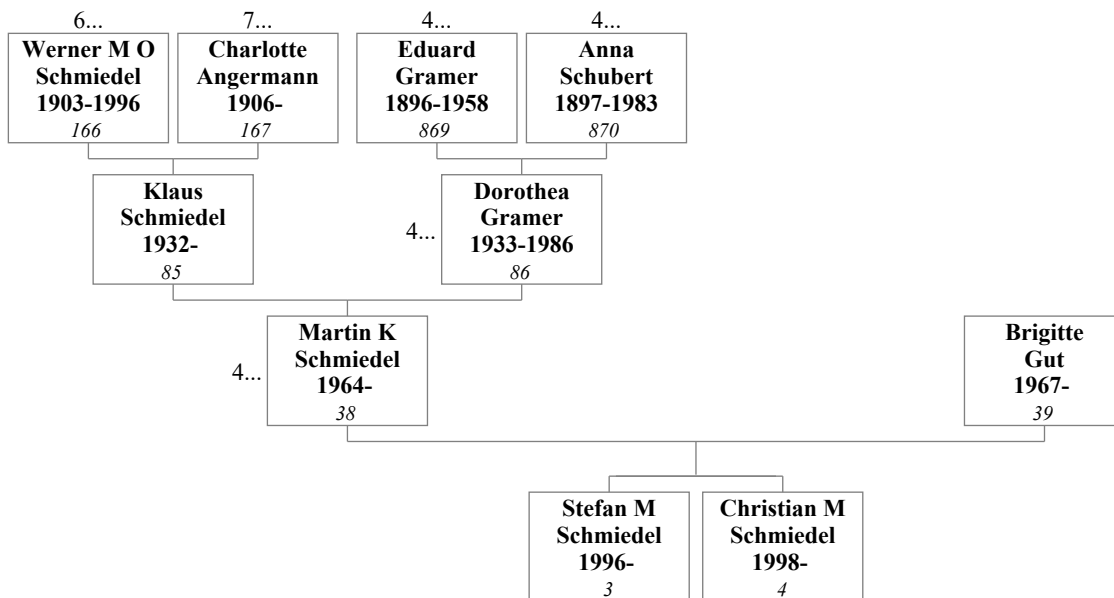 6...
7...
4...
4...
Werner M O
Schmiedel
1903-1996
166
Charlotte
Angermann
1906-
167
Eduard
Gramer
1896-1958
869
Anna
Schubert
1897-1983
870
Klaus
Schmiedel
1932-
85
4...
Dorothea
Gramer
1933-1986
86
4...
Martin K
Schmiedel
1964-
38
Brigitte
Gut
1967-
39
Stefan M
Schmiedel
1996-
3
Christian M
Schmiedel
1998-
4